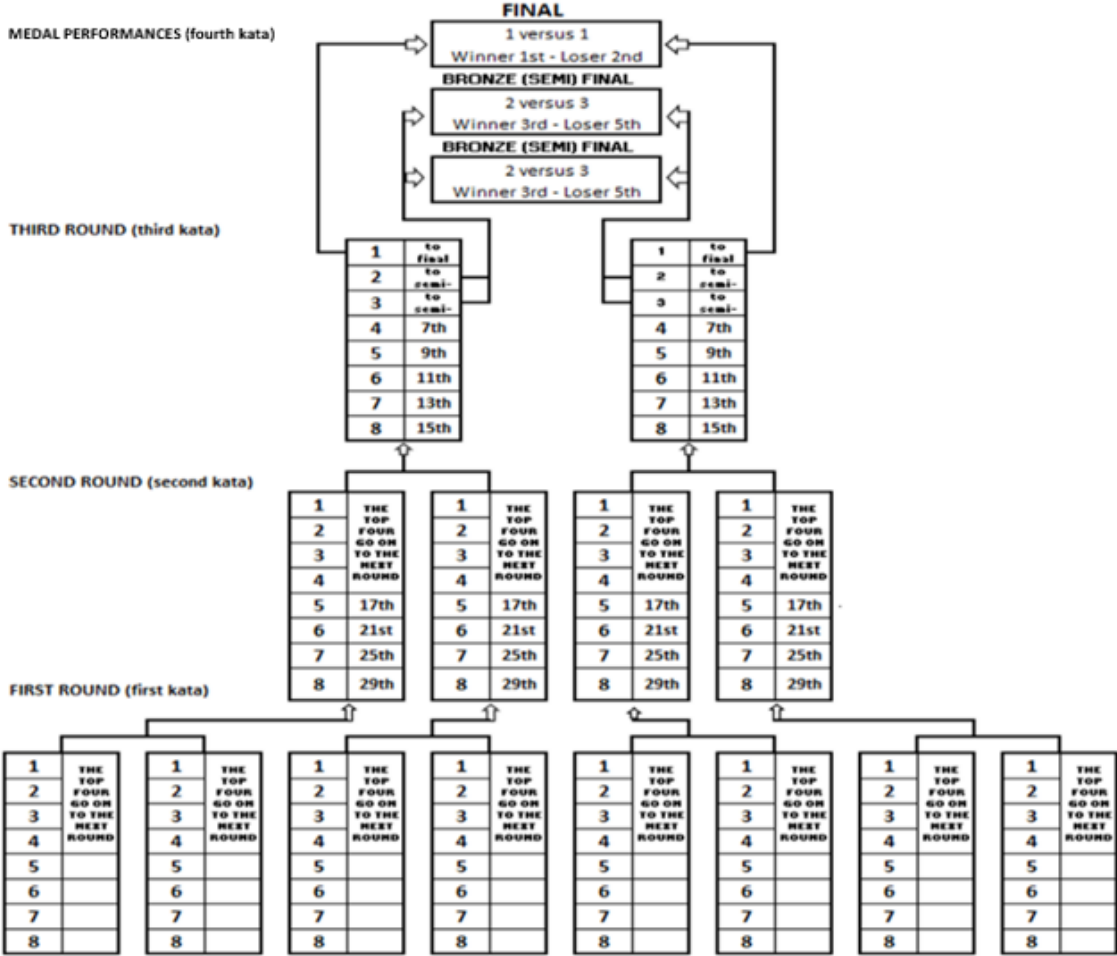 FINAL
MEDAL PERFORMANCES (fourth kata)
1 versus 1
Winner 1st - Loser 2nd
BRONZE (SEMI) FINAL
2 versus 3
Winner 3rd - Loser 5th
BRONZE (SEMI) FINAL
2 versus 3
Winner 3rd - Loser 5th
THIRD ROUND (third kata)
1 to final 1 to final
2 to semi- 2 to semi-
3 to semi- 3 to semi-
4 7th 4 7th
5 9th 5 9th
6 11th 6 11th
7 13th 7 13th
8 15th 8 15th
SECOND ROUND (second kata)
1 THE 1 THE 1 THE 1 THE
TOP TOP TOP TOP
2 FOUR 2 FOUR 2 FOUR 2 FOUR
GO ON GO ON GO ON GO ON
3 TO THE 3 TO THE 3 TO THE 3 TO THE
NEXT NEXT NEXT NEXT
4 ROUND 4 ROUND 4 ROUND 4 ROUND
5 17th 5 17th 5 17th 5 17th
6 21st 6 21st 6 21st 6 21st
7 25th 7 25th 7 25th 7 25th
8 29th 8 29th 8 29th 8 29th
FIRST ROUND (first kata)
1 THE 1 THE 1 THE 1 THE 1 THE 1 THE 1 THE 1 THE
TOP TOP TOP TOP TOP TOP TOP TOP
2 FOUR 2 FOUR 2 FOUR 2 FOUR 2 FOUR 2 FOUR 2 FOUR 2 FOUR
GO ON GO ON GO ON GO ON GO ON GO ON GO ON GO ON
3 TO THE 3 TO THE 3 TO THE 3 TO THE 3 TO THE 3 TO THE 3 TO THE 3 TO THE
NEXT NEXT NEXT NEXT NEXT NEXT NEXT NEXT
4 ROUND 4 ROUND 4 ROUND 4 ROUND 4 ROUND 4 ROUND 4 ROUND 4 ROUND
5 5 5 5 5 5 5 5
6 6 6 6 6 6 6 6
7 7 7 7 7 7 7 7
8 8 8 8 8 8 8 8